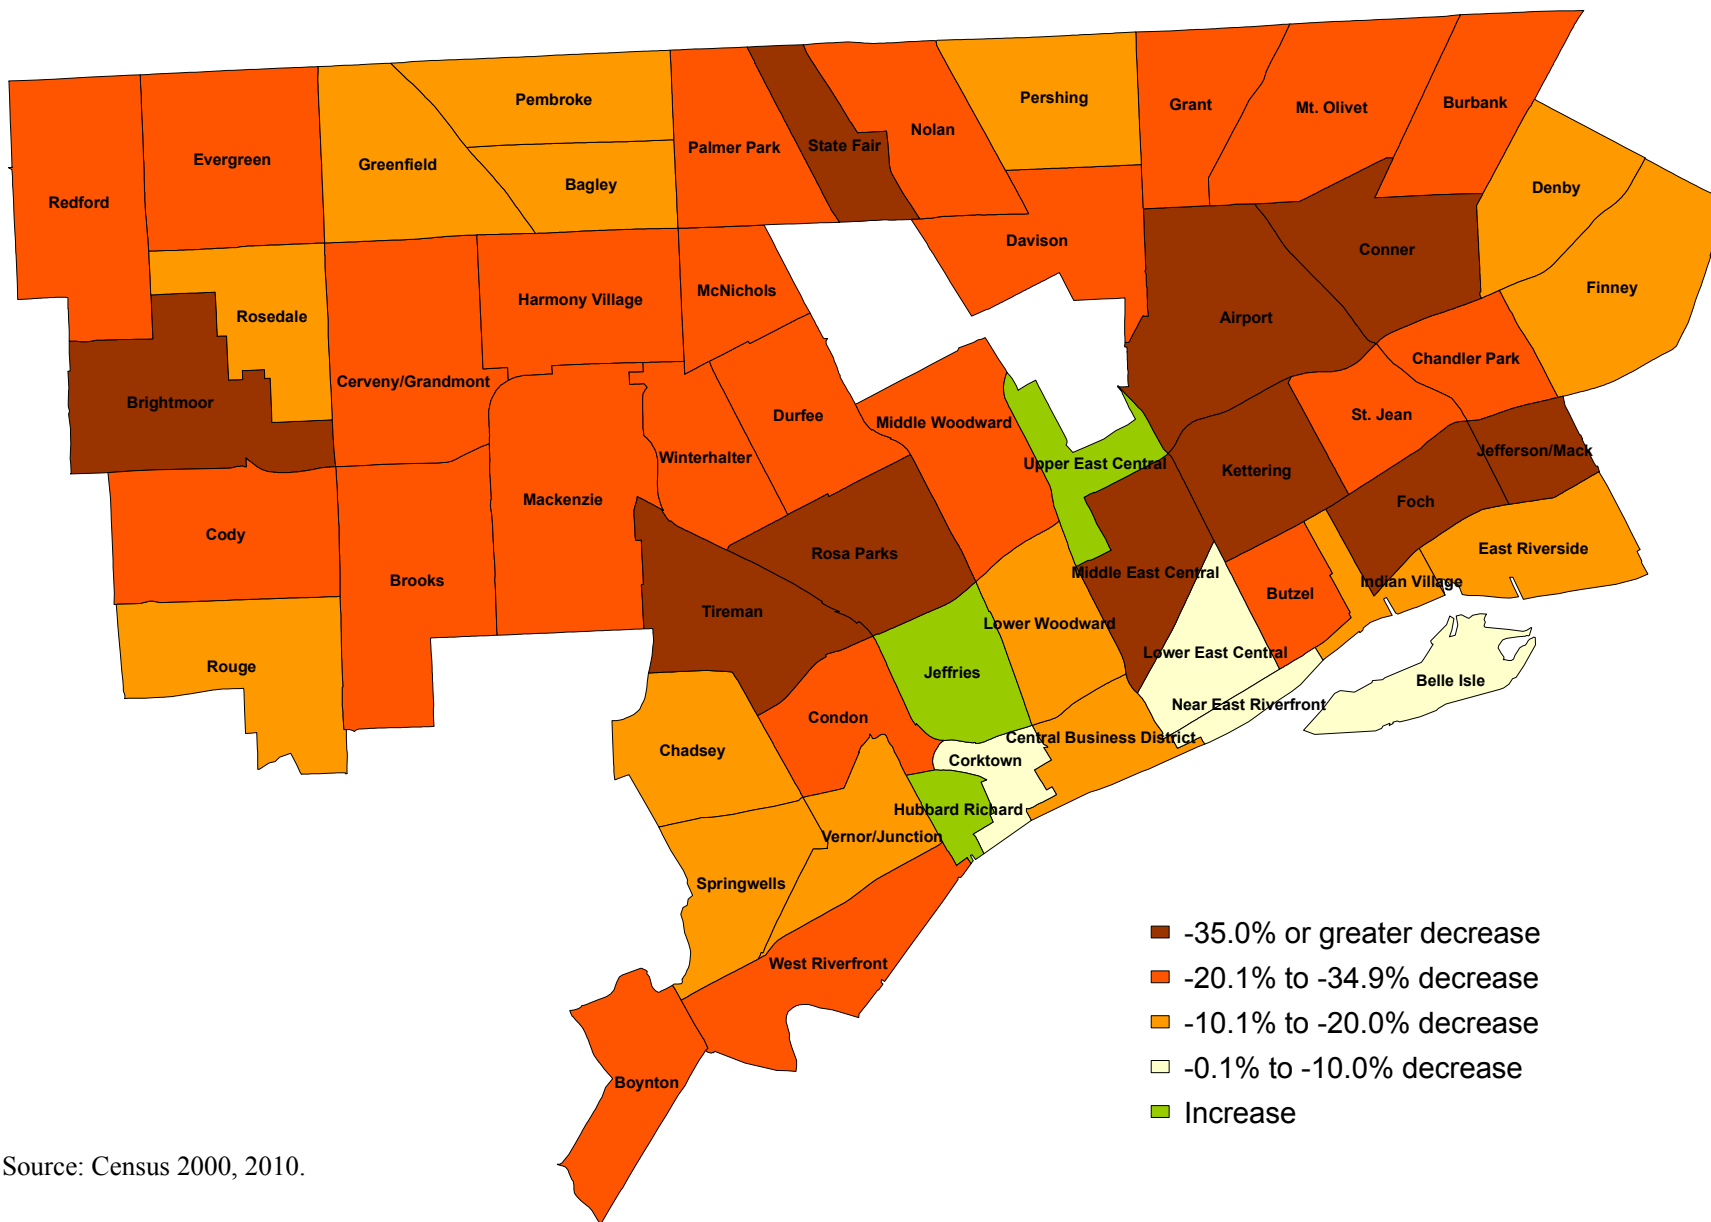 Pembroke
Pershing
Grant
Mt. Olivet
Burbank
Nolan
State Fair
Palmer Park
Evergreen
Greenfield
Bagley
Denby
Redford
Davison
Conner
Finney
McNichols
Harmony Village
Rosedale
Airport
Chandler Park
Cerveny/Grandmont
Brightmoor
Durfee
Middle Woodward
St. Jean
Jefferson/Mack
Winterhalter
Upper East Central
Kettering
Mackenzie
Foch
Cody
Rosa Parks
East Riverside
Brooks
Middle East Central
Indian Village
Butzel
Tireman
Lower Woodward
Rouge
Jeffries
Lower East Central
Belle Isle
Near East Riverfront
Condon
Central Business District
Chadsey
Corktown
Hubbard Richard
Vernor/Junction
Springwells
West Riverfront
Boynton
-35.0% or greater decrease
-20.1% to -34.9% decrease
-10.1% to -20.0% decrease
-0.1% to -10.0% decrease
Increase
Source: Census 2000, 2010.